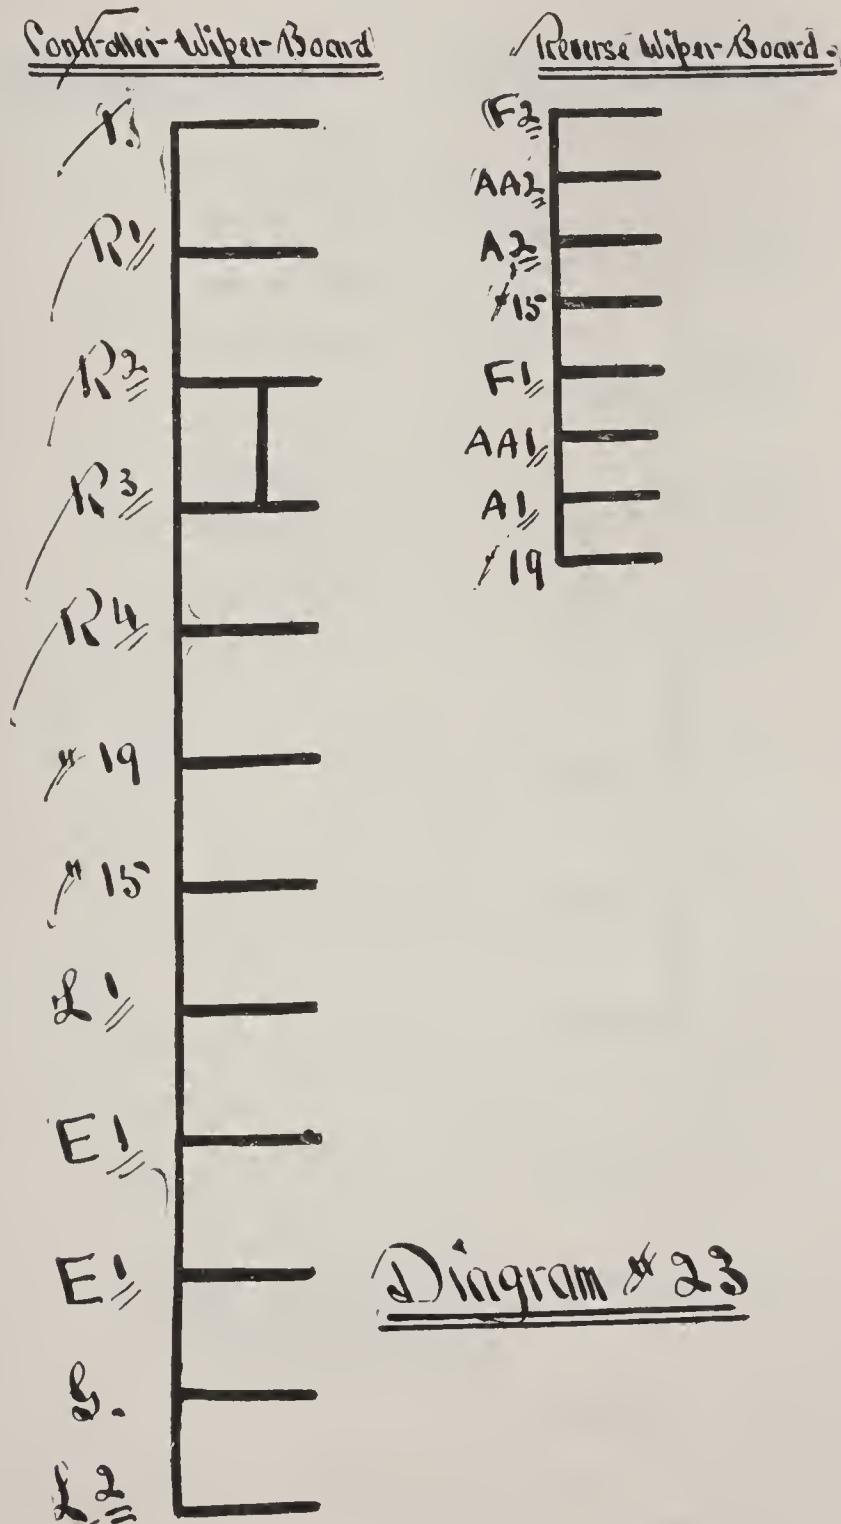 Controller-Wiper-Board
T.
R1
R2
R3
R4
# 19
# 15
L1
E1
E1
G.
L2
Reverse Wiper-Board.
F2
AA2
A2
# 15
F1
AA1
A1
# 19
Diagram # 23